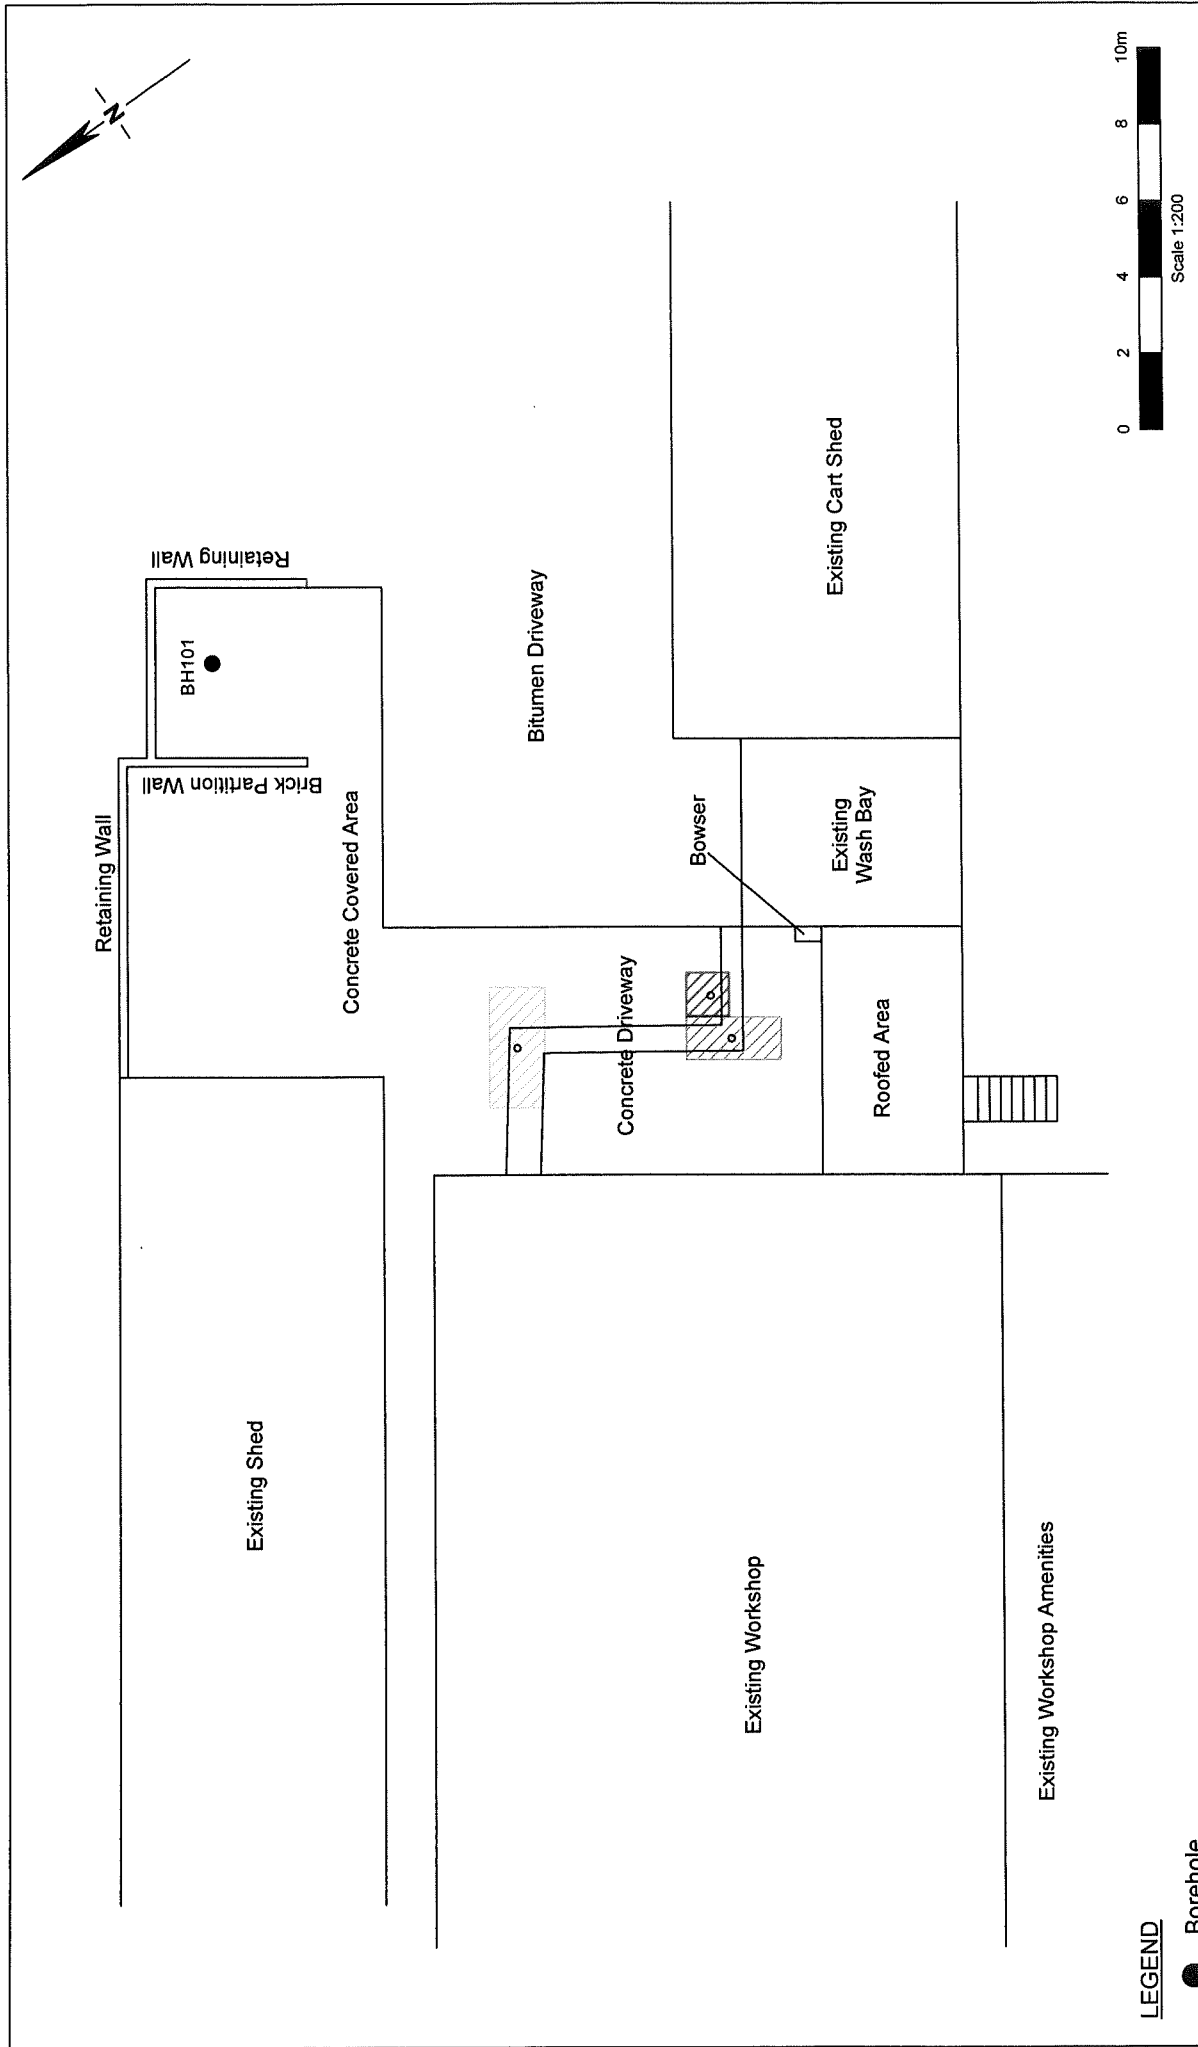 N
Retaining Wall
Retaining Wall
Brick Partition Wall
BH101
Concrete Covered Area
Existing Shed
Bitumen Driveway
Concrete Driveway
Bowser
Existing Cart Shed
Existing
Wash Bay
Roofed Area
Existing Workshop
Existing Workshop Amenities
0 2 4 6 8 10m
Scale 1:200
LEGEND
Borehole